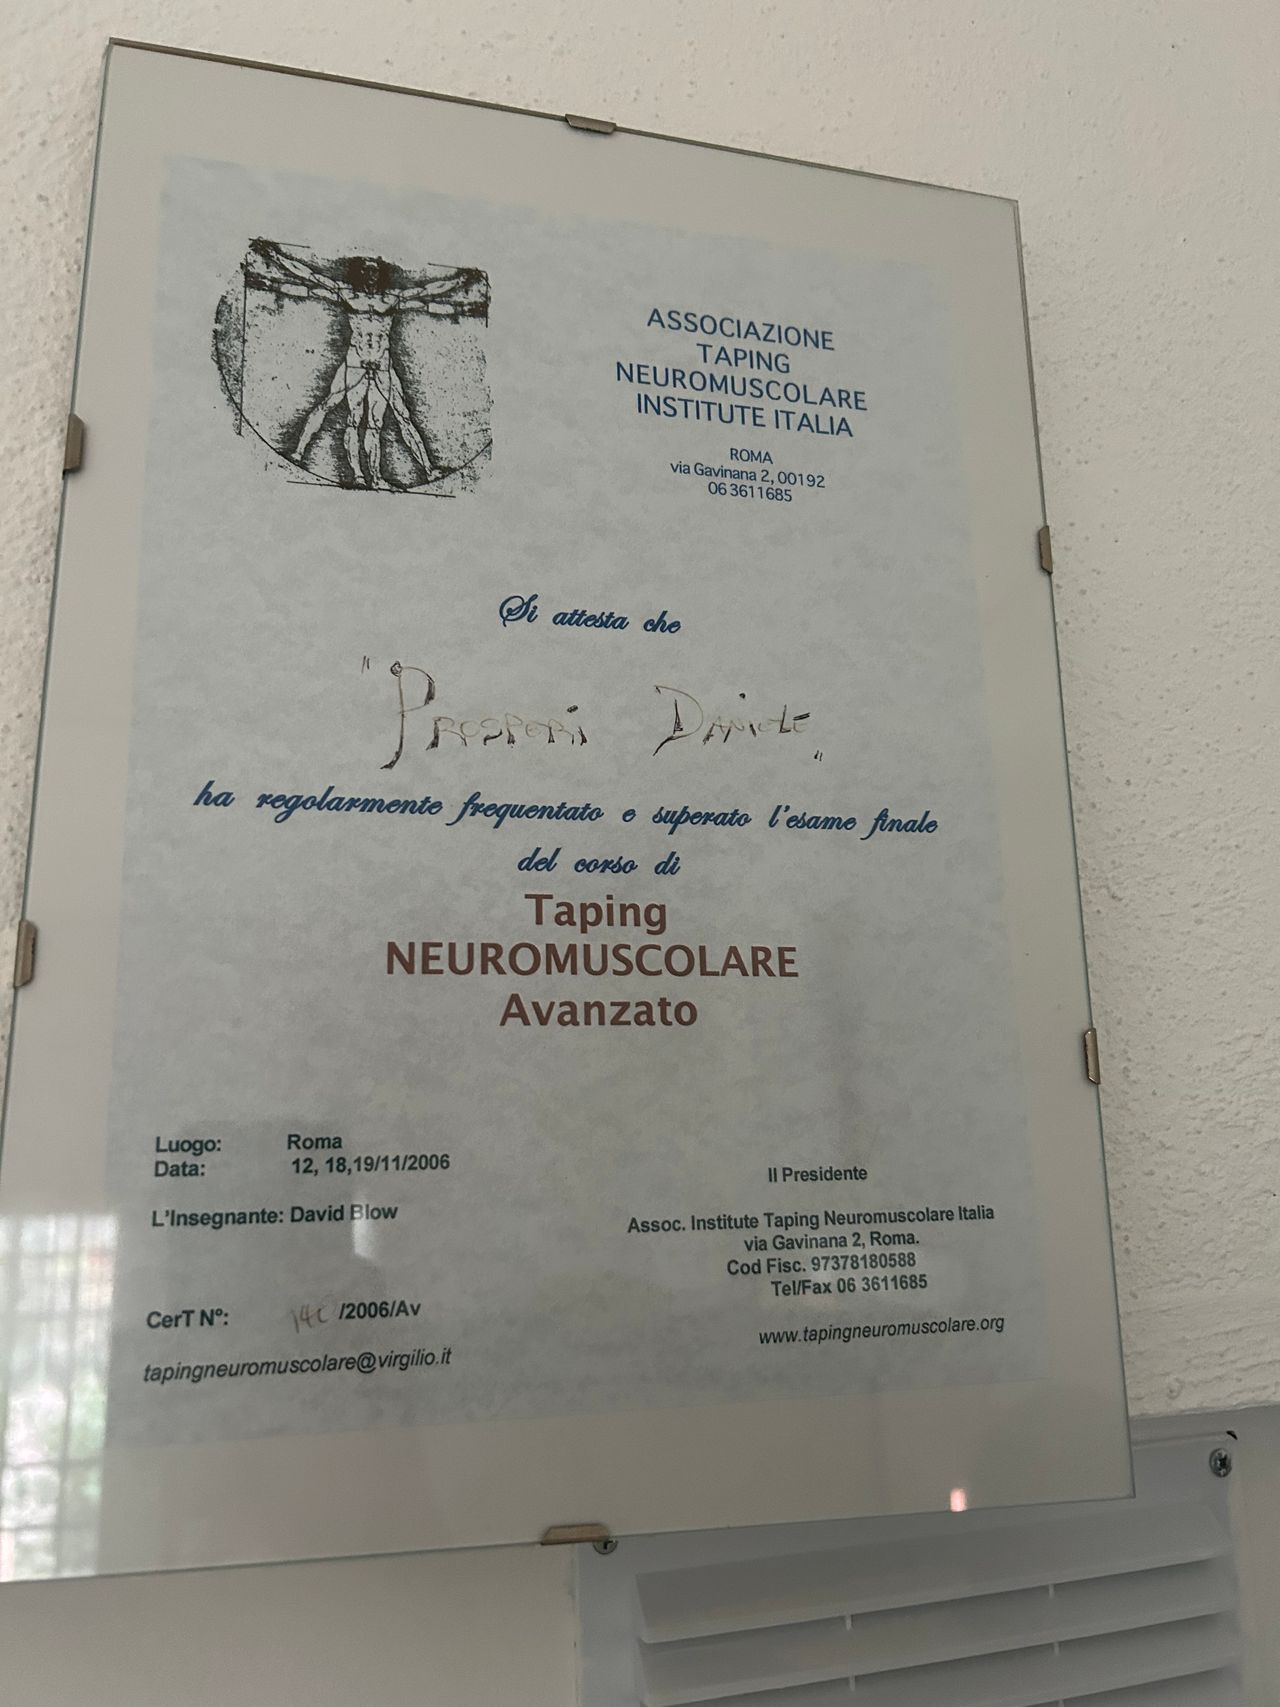 ASSOCIAZIONE
TAPING
NEUROMUSCOLARE
INSTITUTE ITALIA
ROMA
via Gavinana 2, 00192
06 3611685
Si attesta che
"Prosperi Daniele"
ha regolarmente frequentato e superato l'esame finale
del corso di
Taping
NEUROMUSCOLARE
Avanzato
Luogo: Roma
Data: 12, 18,19/11/2006
L'Insegnante: David Blow
CerT N°: /2006/Av
tapingneuromuscolare@virgilio.it
Il Presidente
Assoc. Institute Taping Neuromuscolare Italia
via Gavinana 2, Roma.
Cod Fisc. 97378180588
Tel/Fax 06 3611685
www.tapingneuromuscolare.org